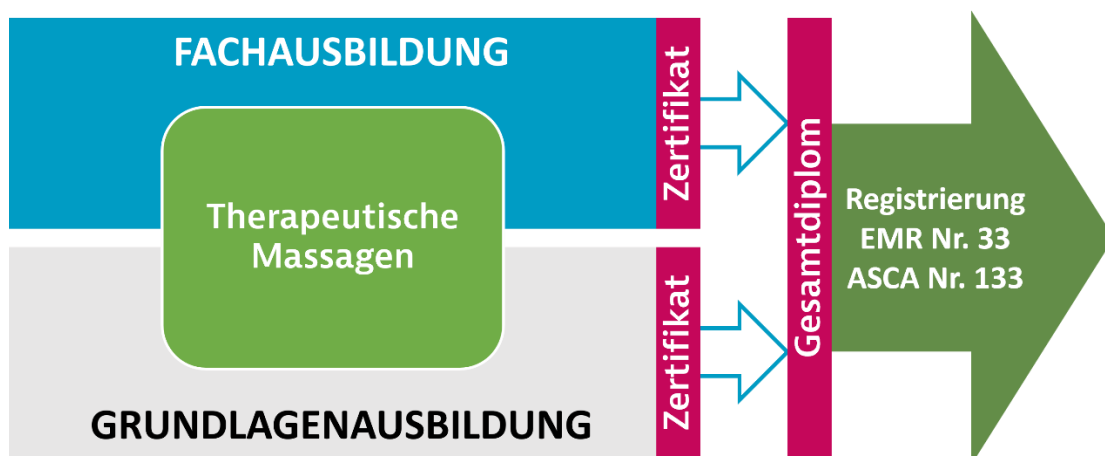 FACHAUSBILDUNG
Zertifikat
Therapeutische
Massagen
Zertifikat
GRUNDLAGENAUSBILDUNG
Gesamtdiplom
Registrierung
EMR Nr. 33
ASCA Nr. 133